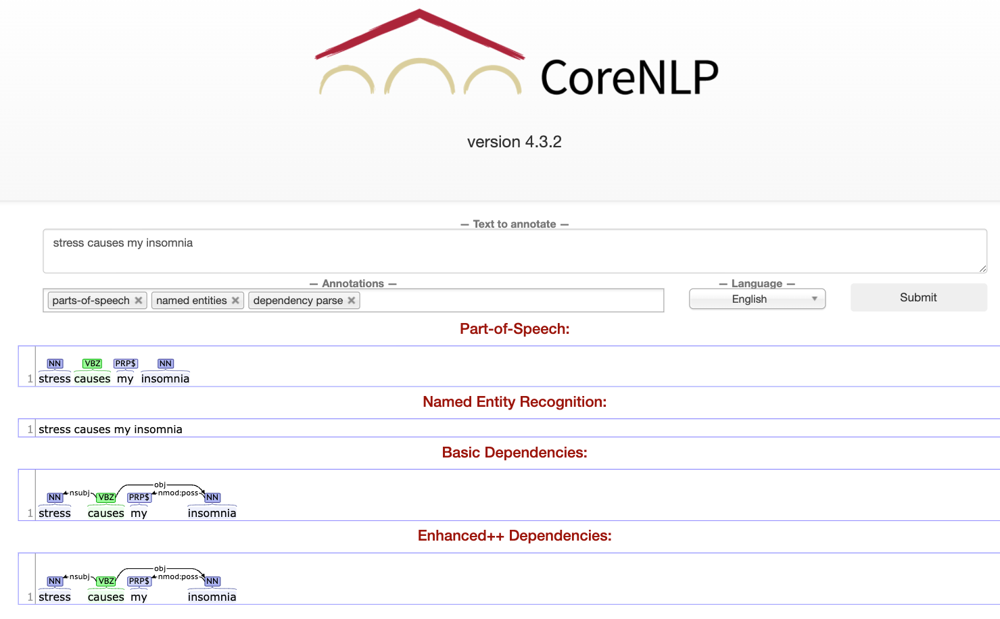 CoreNLP
version 4.3.2
— Text to annotate —
stress causes my insomnia
— Annotations —
— Language —
parts-of-speech × named entities × dependency parse ×
English
Submit
Part-of-Speech:
NN VBZ PRP$ NN
1 stress causes my insomnia
Named Entity Recognition:
1 stress causes my insomnia
Basic Dependencies:
obj
nsubj nmod:poss
NN VBZ PRP$ NN
1 stress causes my insomnia
Enhanced++ Dependencies:
obj
nsubj nmod:poss
NN VBZ PRP$ NN
1 stress causes my insomnia